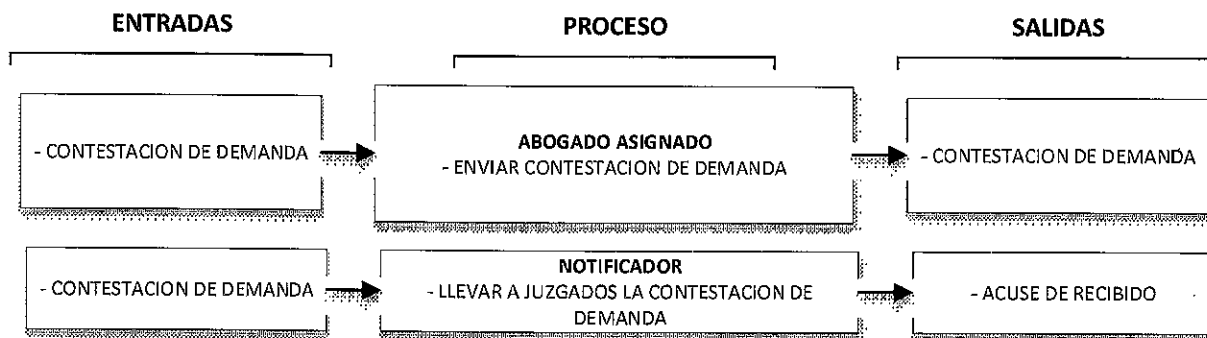 ENTRADAS
PROCESO
SALIDAS
- CONTESTACION DE DEMANDA
ABOGADO ASIGNADO
- ENVIAR CONTESTACION DE DEMANDA
- CONTESTACION DE DEMANDA
- CONTESTACION DE DEMANDA
NOTIFICADOR
- LLEVAR A JUZGADOS LA CONTESTACION DE
DEMANDA
- ACUSE DE RECIBIDO